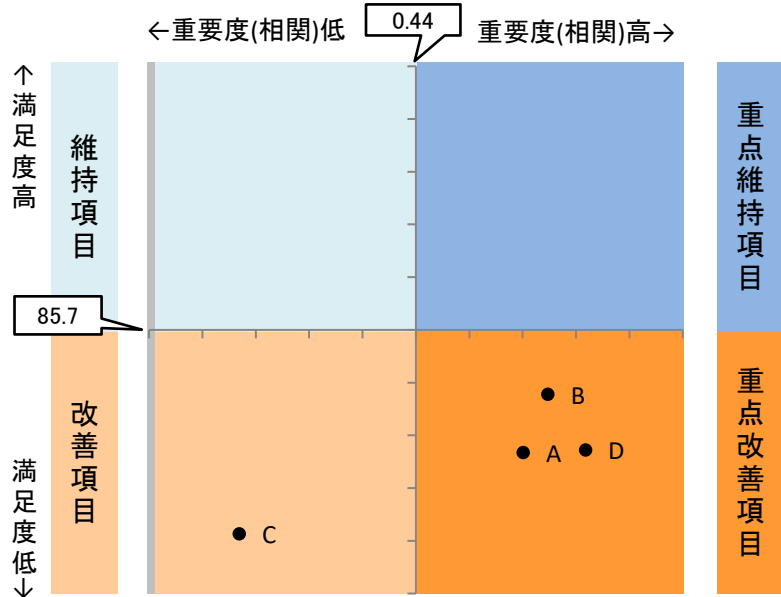 ←重要度(相関)低
0.44
重要度(相関)高→
↑満足度高
維持項目
重点維持項目
85.7
改善項目
重点改善項目
満足度低↓
B
A
D
C